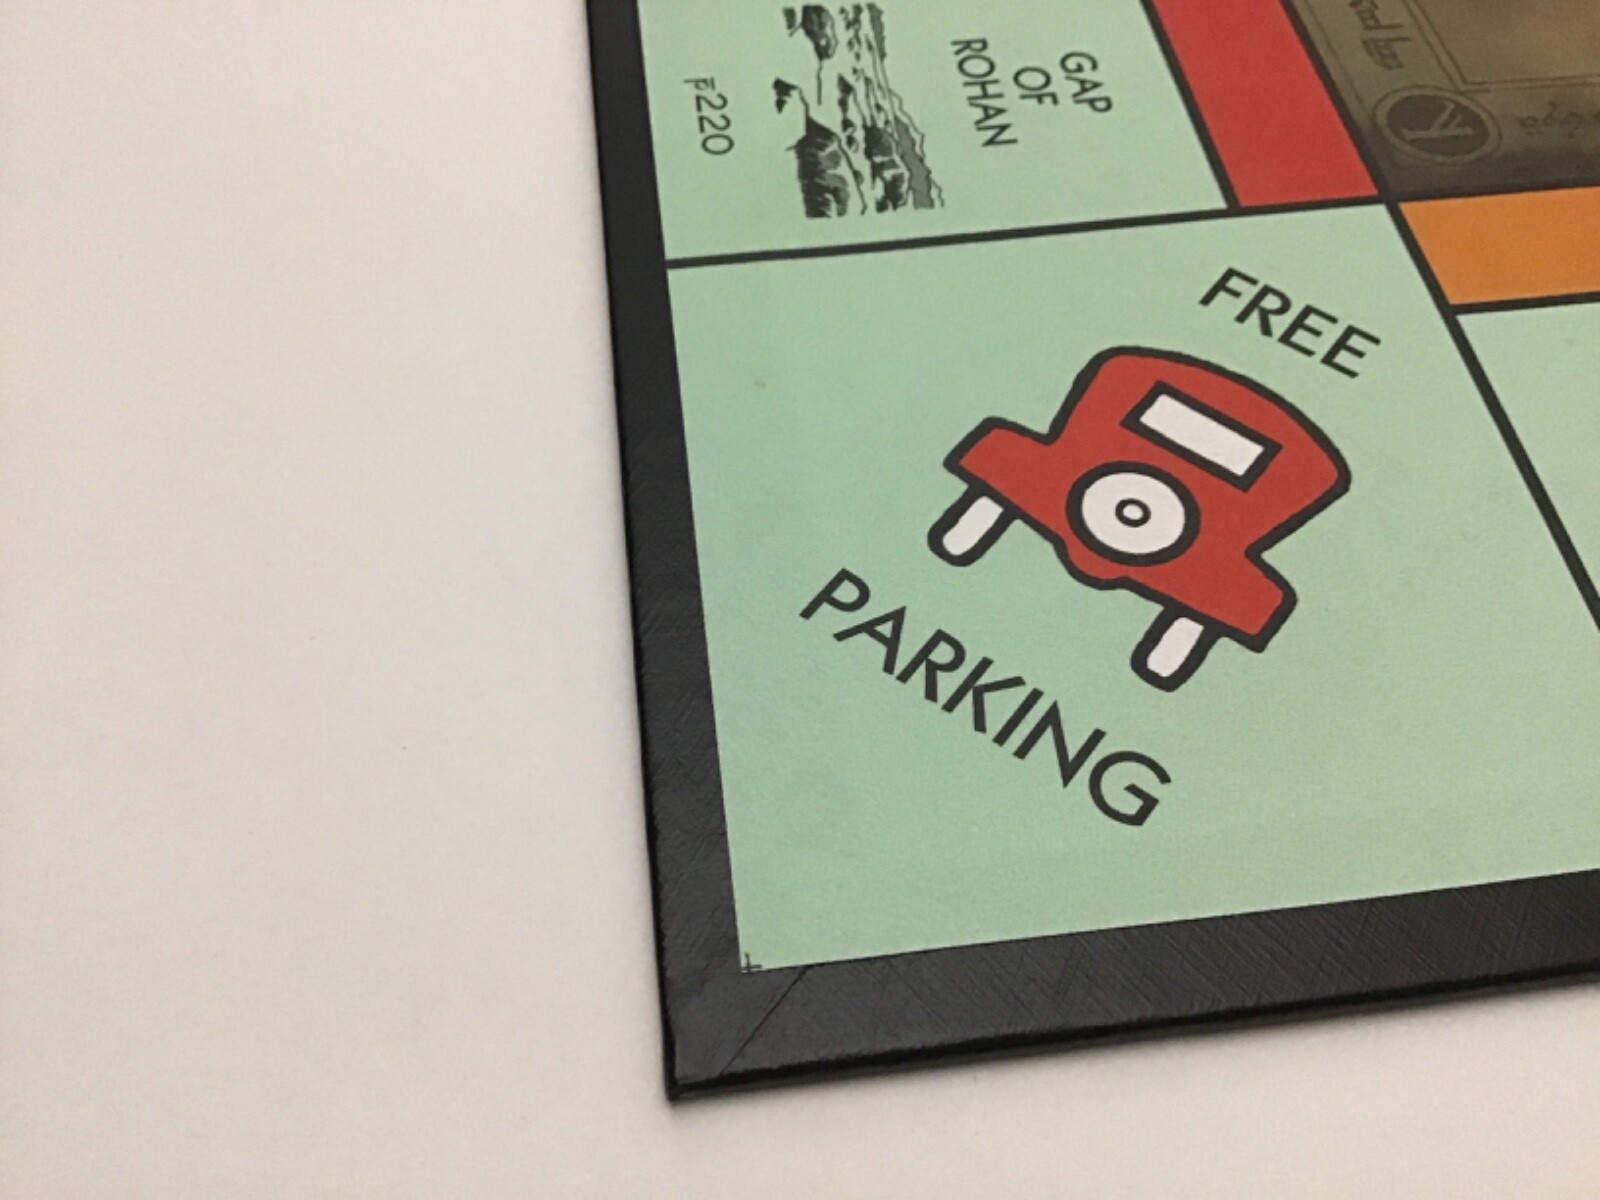 GAP
OF
ROHAN
₣220
FREE
PARKING